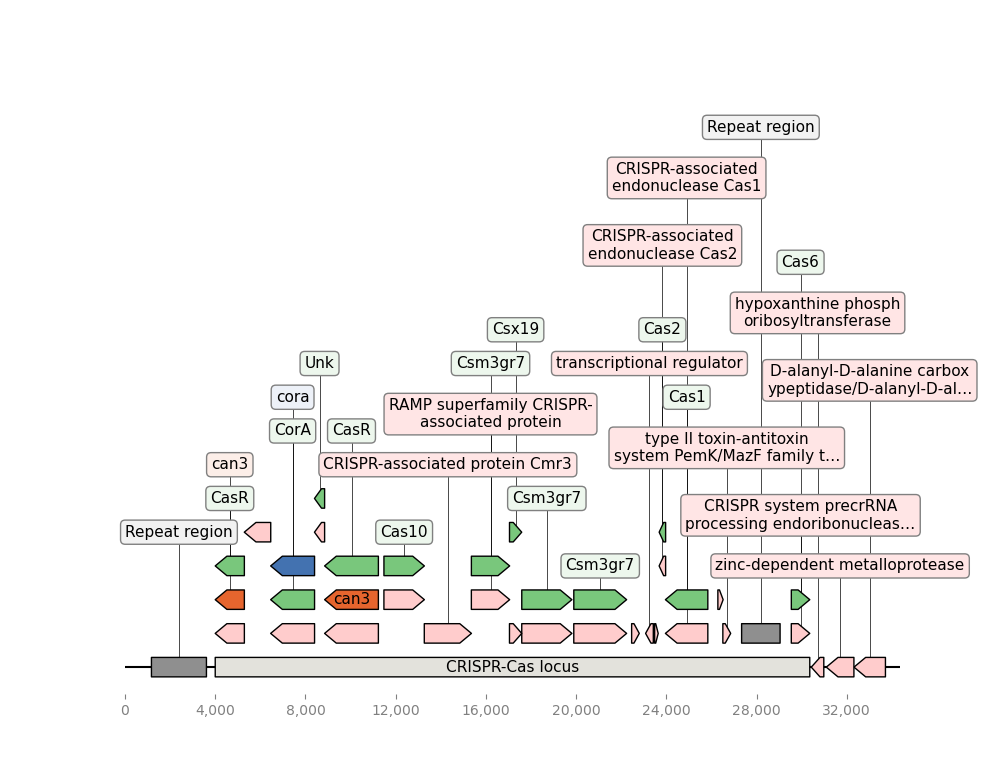 Repeat region
CRISPR-associated
endonuclease Cas1
CRISPR-associated
endonuclease Cas2
Cas6
hypoxanthine phosph
oribosyltransferase
Csx19
Cas2
Unk
Csm3gr7
transcriptional regulator
D-alanyl-D-alanine carbox
ypeptidase/D-alanyl-D-al...
cora
RAMP superfamily CRISPR-
associated protein
Cas1
CorA
CasR
type II toxin-antitoxin
system PemK/MazF family t...
can3
CRISPR-associated protein Cmr3
CasR
Csm3gr7
CRISPR system precrRNA
processing endoribonucleas...
Repeat region
Cas10
Csm3gr7
zinc-dependent metalloprotease
can3
CRISPR-Cas locus
0 4,000 8,000 12,000 16,000 20,000 24,000 28,000 32,000